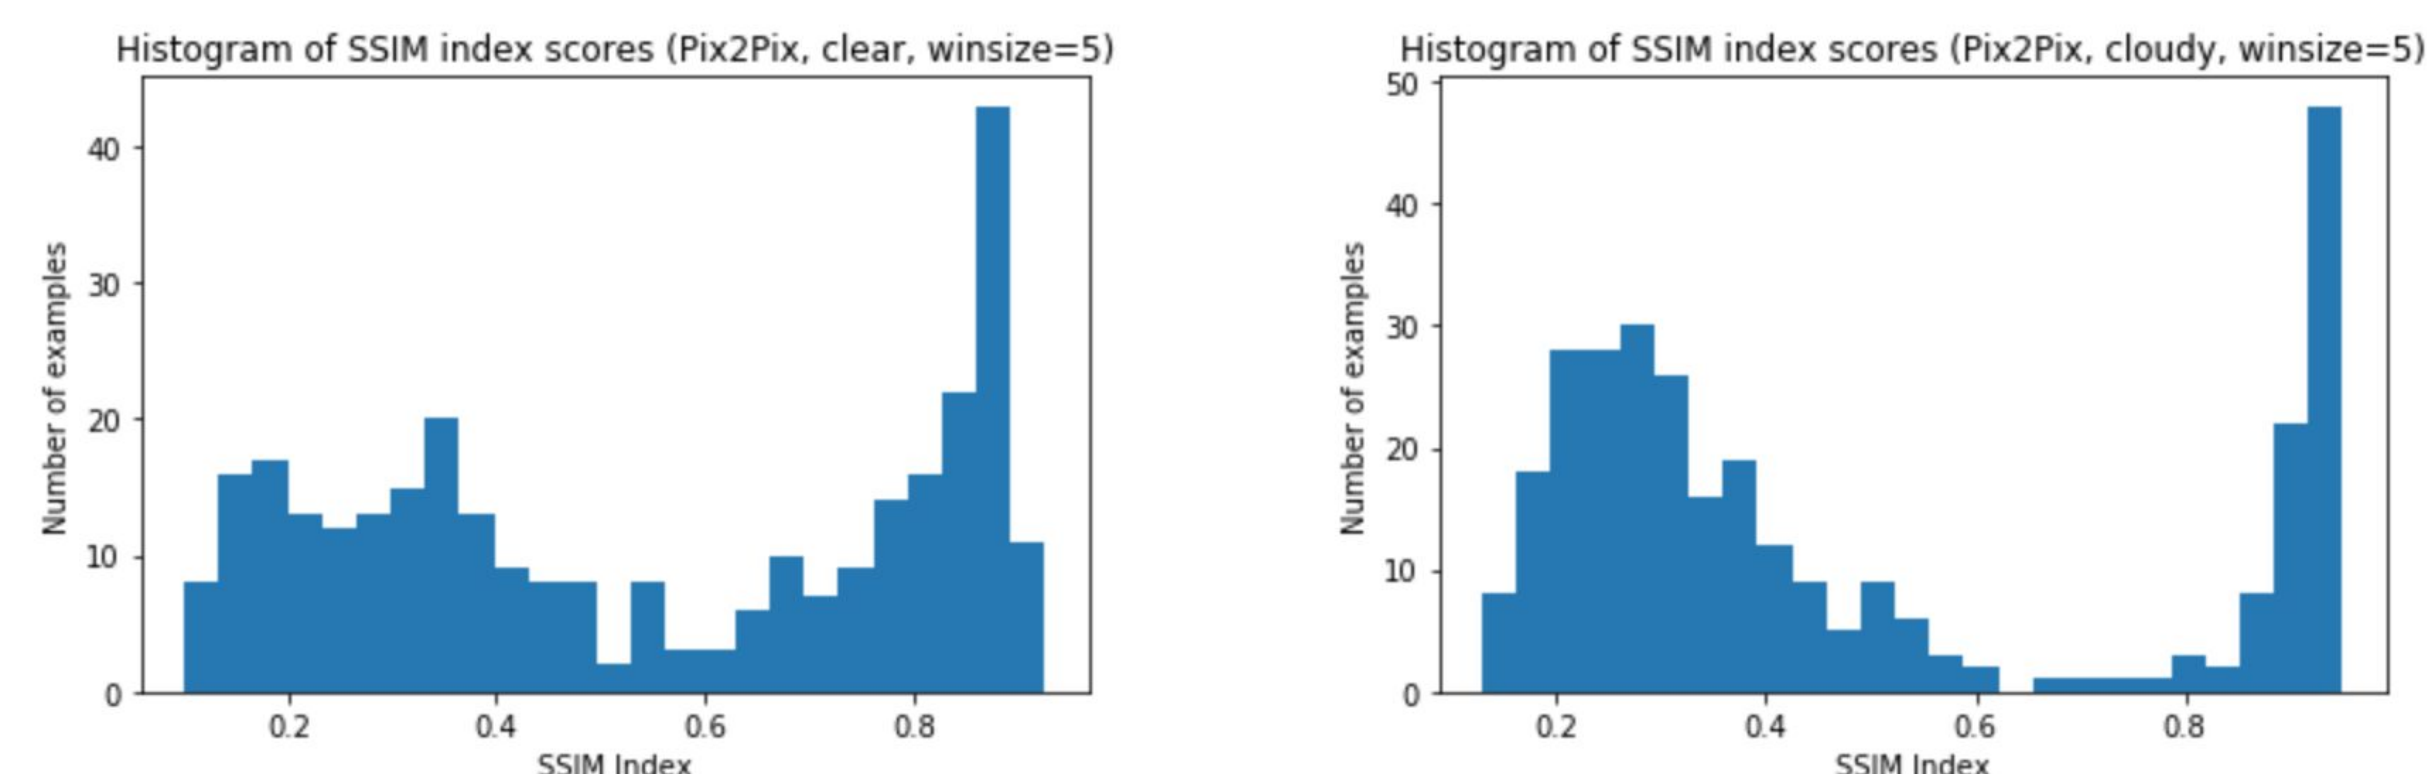 Histogram of SSIM index scores (Pix2Pix, clear, winsize=5)
40
30
20
10
0
Number of examples
0.2 0.4 0.6 0.8
SSIM Index
Histogram of SSIM index scores (Pix2Pix, cloudy, winsize=5)
50
40
30
20
10
0
Number of examples
0.2 0.4 0.6 0.8
SSIM Index